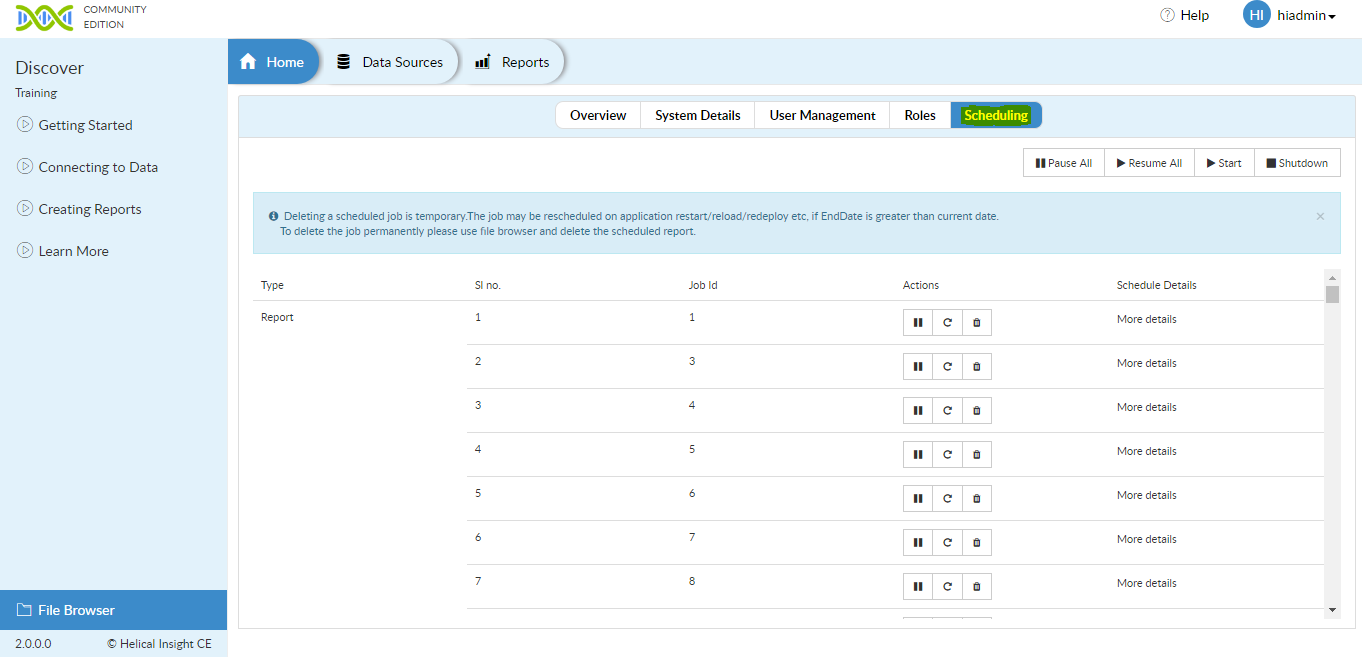 COMMUNITY
EDITION
? Help
HI hiadmin
Discover
Training
Getting Started
Connecting to Data
Creating Reports
Learn More
Home Data Sources Reports
Overview System Details User Management Roles Scheduling
Pause All Resume All Start Shutdown
Deleting a scheduled job is temporary.The job may be rescheduled on application restart/reload/redeploy etc, if EndDate is greater than current date. ×
To delete the job permanently please use file browser and delete the scheduled report.
Type Sl no. Job Id Actions Schedule Details
Report 1 1 More details
2 3 More details
3 4 More details
4 5 More details
5 6 More details
6 7 More details
7 8 More details
File Browser
2.0.0.0 © Helical Insight CE